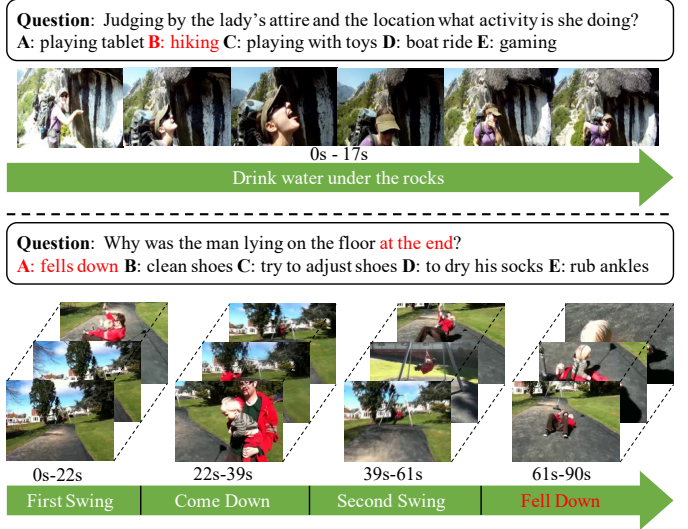 Question: Judging by the lady's attire and the location what activity is she doing?
A: playing tablet B: hiking C: playing with toys D: boat ride E: gaming
0s - 17s
Drink water under the rocks
Question: Why was the man lying on the floor at the end?
A: fells down B: clean shoes C: try to adjust shoes D: to dry his socks E: rub ankles
0s-22s 22s-39s 39s-61s 61s-90s
First Swing Come Down Second Swing Fell Down